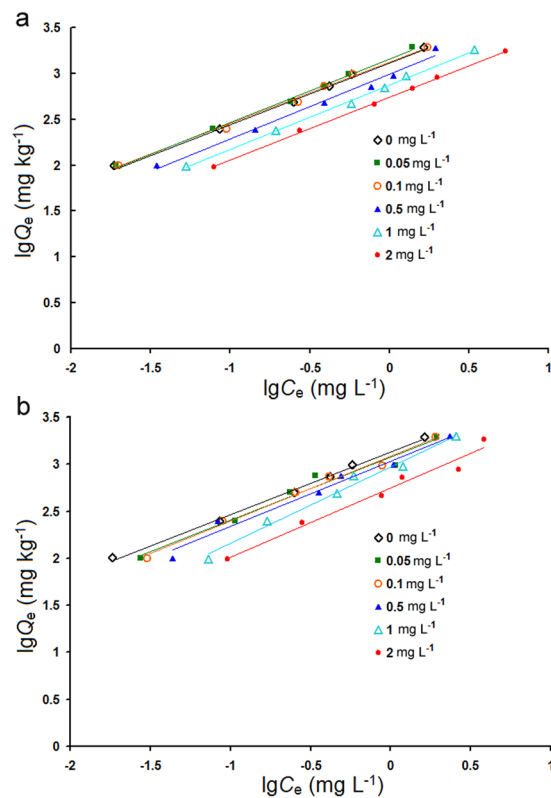 a
3.5
3
2.5
2
1.5
1
0.5
0
-2
-1.5
-1
-0.5
0
0.5
1
lgQe (mg kg-1)
lgCe (mg L-1)
0 mg L-1
0.05 mg L-1
0.1 mg L-1
0.5 mg L-1
1 mg L-1
2 mg L-1
b
3.5
3
2.5
2
1.5
1
0.5
0
-2
-1.5
-1
-0.5
0
0.5
1
lgQe (mg kg-1)
lgCe (mg L-1)
0 mg L-1
0.05 mg L-1
0.1 mg L-1
0.5 mg L-1
1 mg L-1
2 mg L-1